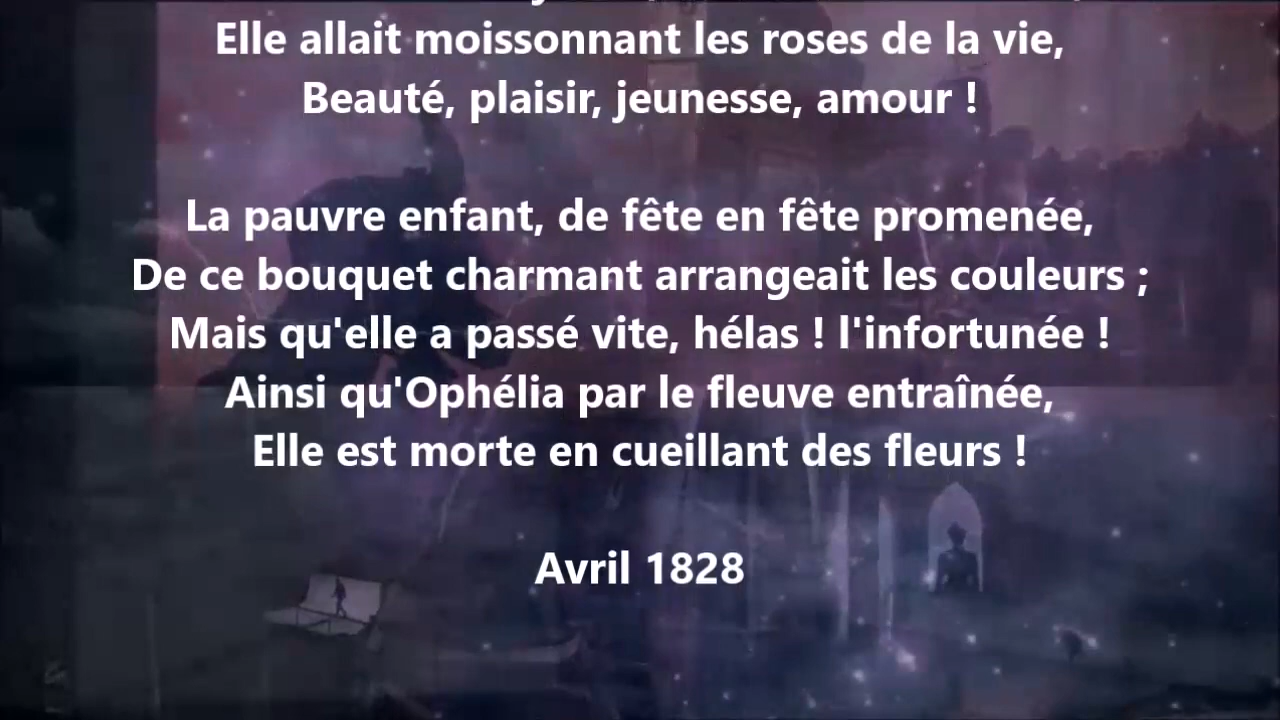 Elle allait moissonnant les roses de la vie,
Beauté, plaisir, jeunesse, amour !
La pauvre enfant, de fête en fête promenée,
De ce bouquet charmant arrangeait les couleurs ;
Mais qu'elle a passé vite, hélas ! l'infortunée !
Ainsi qu'Ophélia par le fleuve entraînée,
Elle est morte en cueillant des fleurs !
Avril 1828